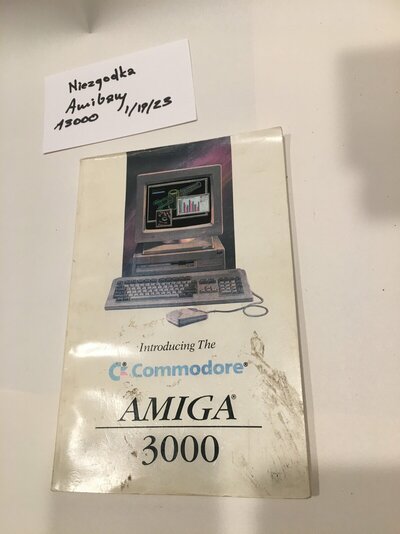 Niezgodka
Amibay
A3000 1/19/23
Introducing The
Commodore®
AMIGA®
3000